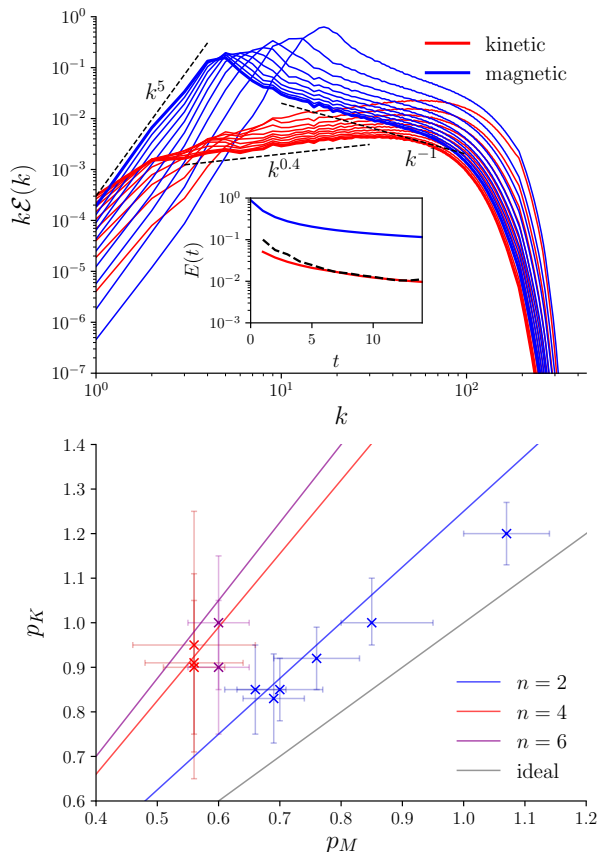 10^0
10^{-1}
10^{-2}
10^{-3}
10^{-4}
10^{-5}
10^{-6}
10^{-7}
kℰ(k)
kinetic
magnetic
k^5
k^{0.4}
k^{-1}
10^0
10^{-1}
10^{-2}
10^{-3}
E(t)
0 5 10
t
10^0 10^1 10^2
k
1.4
1.3
1.2
1.1
1.0
0.9
0.8
0.7
0.6
p_K
n = 2
n = 4
n = 6
ideal
0.4 0.5 0.6 0.7 0.8 0.9 1.0 1.1 1.2
p_M